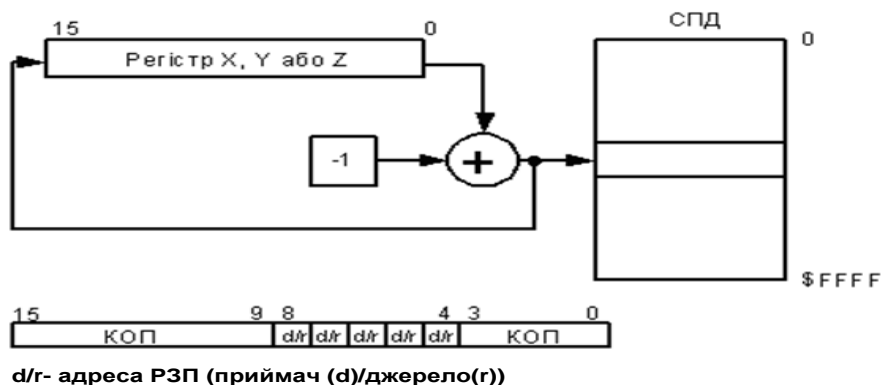 СПД
15 0 0
Регістр X, Y або Z
-1 +
$FFFF
15 9 8 4 3 0
КОП d/r d/r d/r d/r d/r КОП
d/r- адреса РЗП (приймач (d)/джерело(r))